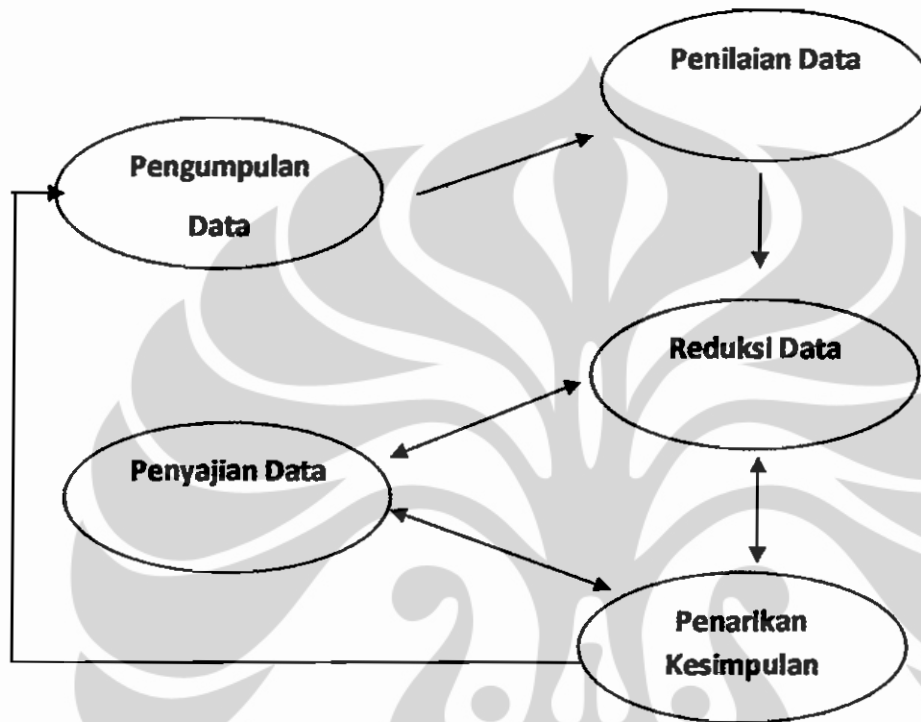 Penilaian Data
Pengumpulan
Data
Reduksi Data
Penyajian Data
Penarikan
Kesimpulan